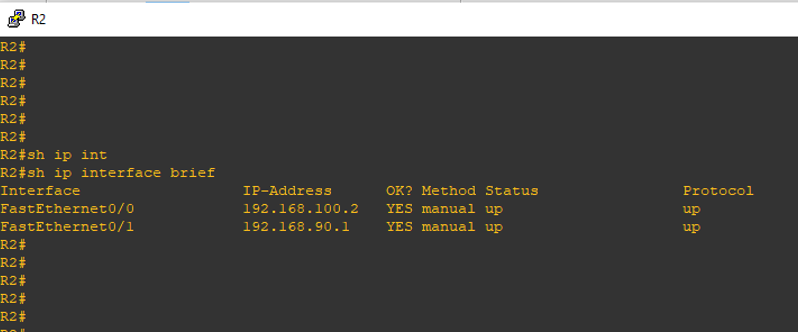 R2
R2#
R2#
R2#
R2#
R2#
R2#
R2#sh ip int
R2#sh ip interface brief
Interface IP-Address OK? Method Status Protocol
FastEthernet0/0 192.168.100.2 YES manual up up
FastEthernet0/1 192.168.90.1 YES manual up up
R2#
R2#
R2#
R2#
R2#